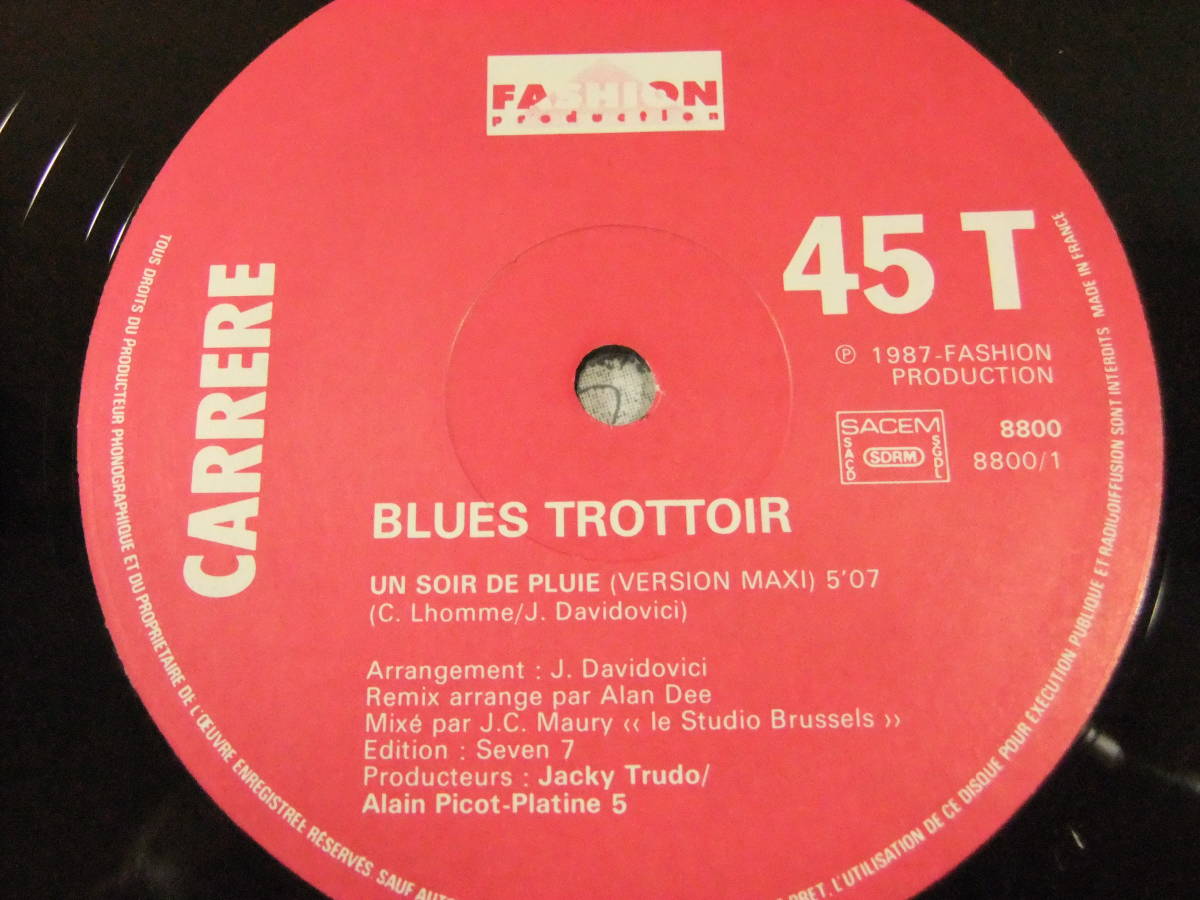 FASHION
production
45 T
CARRERE
℗ 1987-FASHION
PRODUCTION
SACEM
SACD
SDRM
SGDL
8800
8800/1
BLUES TROTTOIR
UN SOIR DE PLUIE (VERSION MAXI) 5'07
(C. Lhomme/J. Davidovici)
Arrangement : J. Davidovici
Remix arrange par Alan Dee
Mixé par J.C. Maury ‹‹ le Studio Brussels ››
Edition : Seven 7
Producteurs : Jacky Trudo/
Alain Picot-Platine 5
TOUS DROITS DU PRODUCTEUR PHONOGRAPHIQUE ET DU PROPRIETAIRE DE L'ŒUVRE ENREGISTREE RÉSERVÉS SAUF
PRET, L'UTILISATION DE CE DISQUE POUR EXECUTION PUBLIQUE ET RADIODIFFUSION SONT INTERDITS MADE IN FRANCE